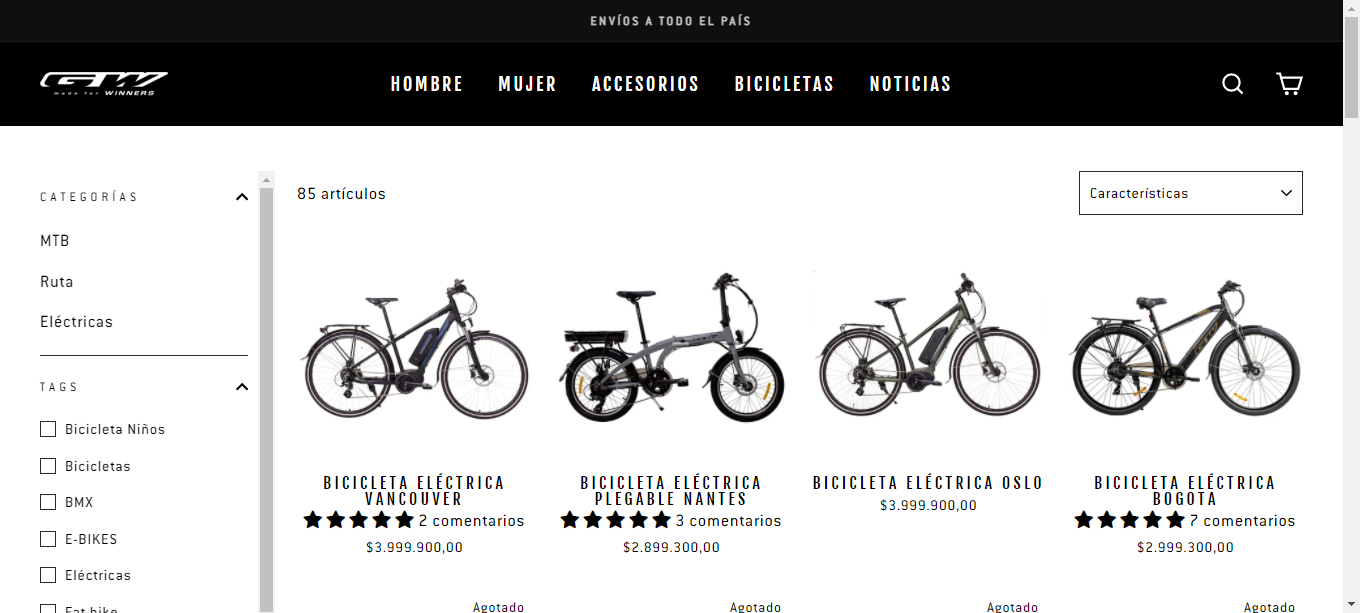 ENVÍOS A TODO EL PAÍS
GW
made for WINNERS
HOMBRE MUJER ACCESORIOS BICICLETAS NOTICIAS
CATEGORÍAS
MTB
Ruta
Eléctricas
TAGS
Bicicleta Niños
Bicicletas
BMX
E-BIKES
Eléctricas
Fat bike
85 artículos
Características
BICICLETA ELÉCTRICA
VANCOUVER
2 comentarios
$3.999.900,00
BICICLETA ELÉCTRICA
PLEGABLE NANTES
3 comentarios
$2.899.300,00
BICICLETA ELÉCTRICA OSLO
$3.999.900,00
BICICLETA ELÉCTRICA
BOGOTA
7 comentarios
$2.999.300,00
Agotado Agotado Agotado Agotado